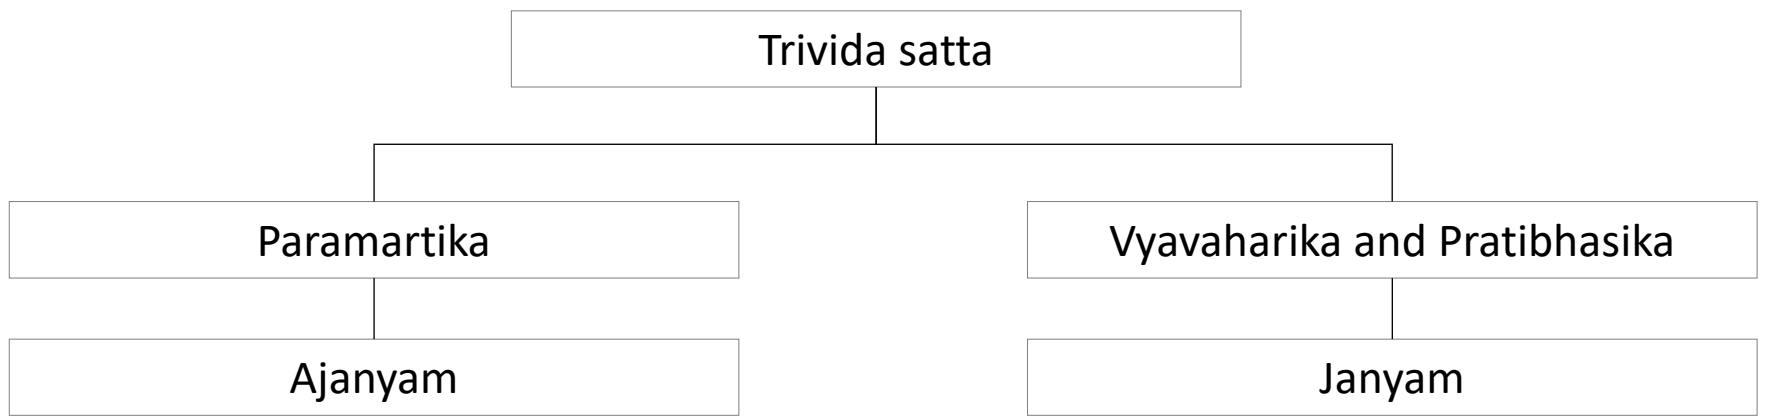 Trivida satta
Paramartika
Vyavaharika and Pratibhasika
Ajanyam
Janyam